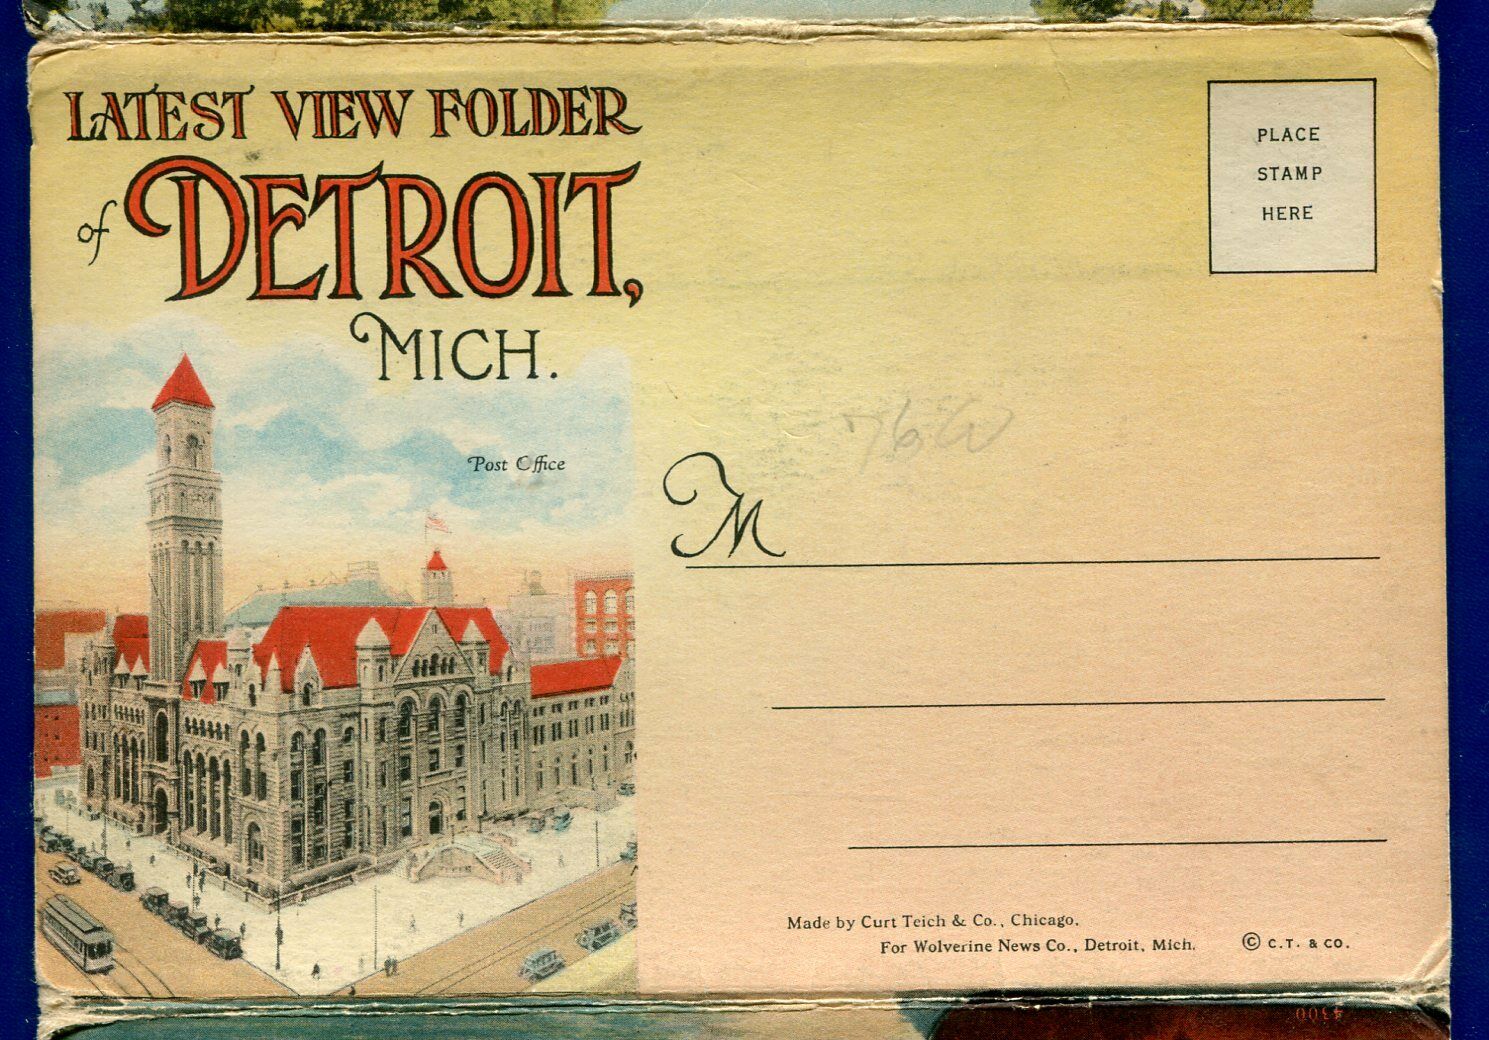 LATEST VIEW FOLDER
of DETROIT,
MICH.
Post Office
PLACE
STAMP
HERE
M
Made by Curt Teich & Co., Chicago.
For Wolverine News Co., Detroit, Mich.
© C.T. & CO.
4300